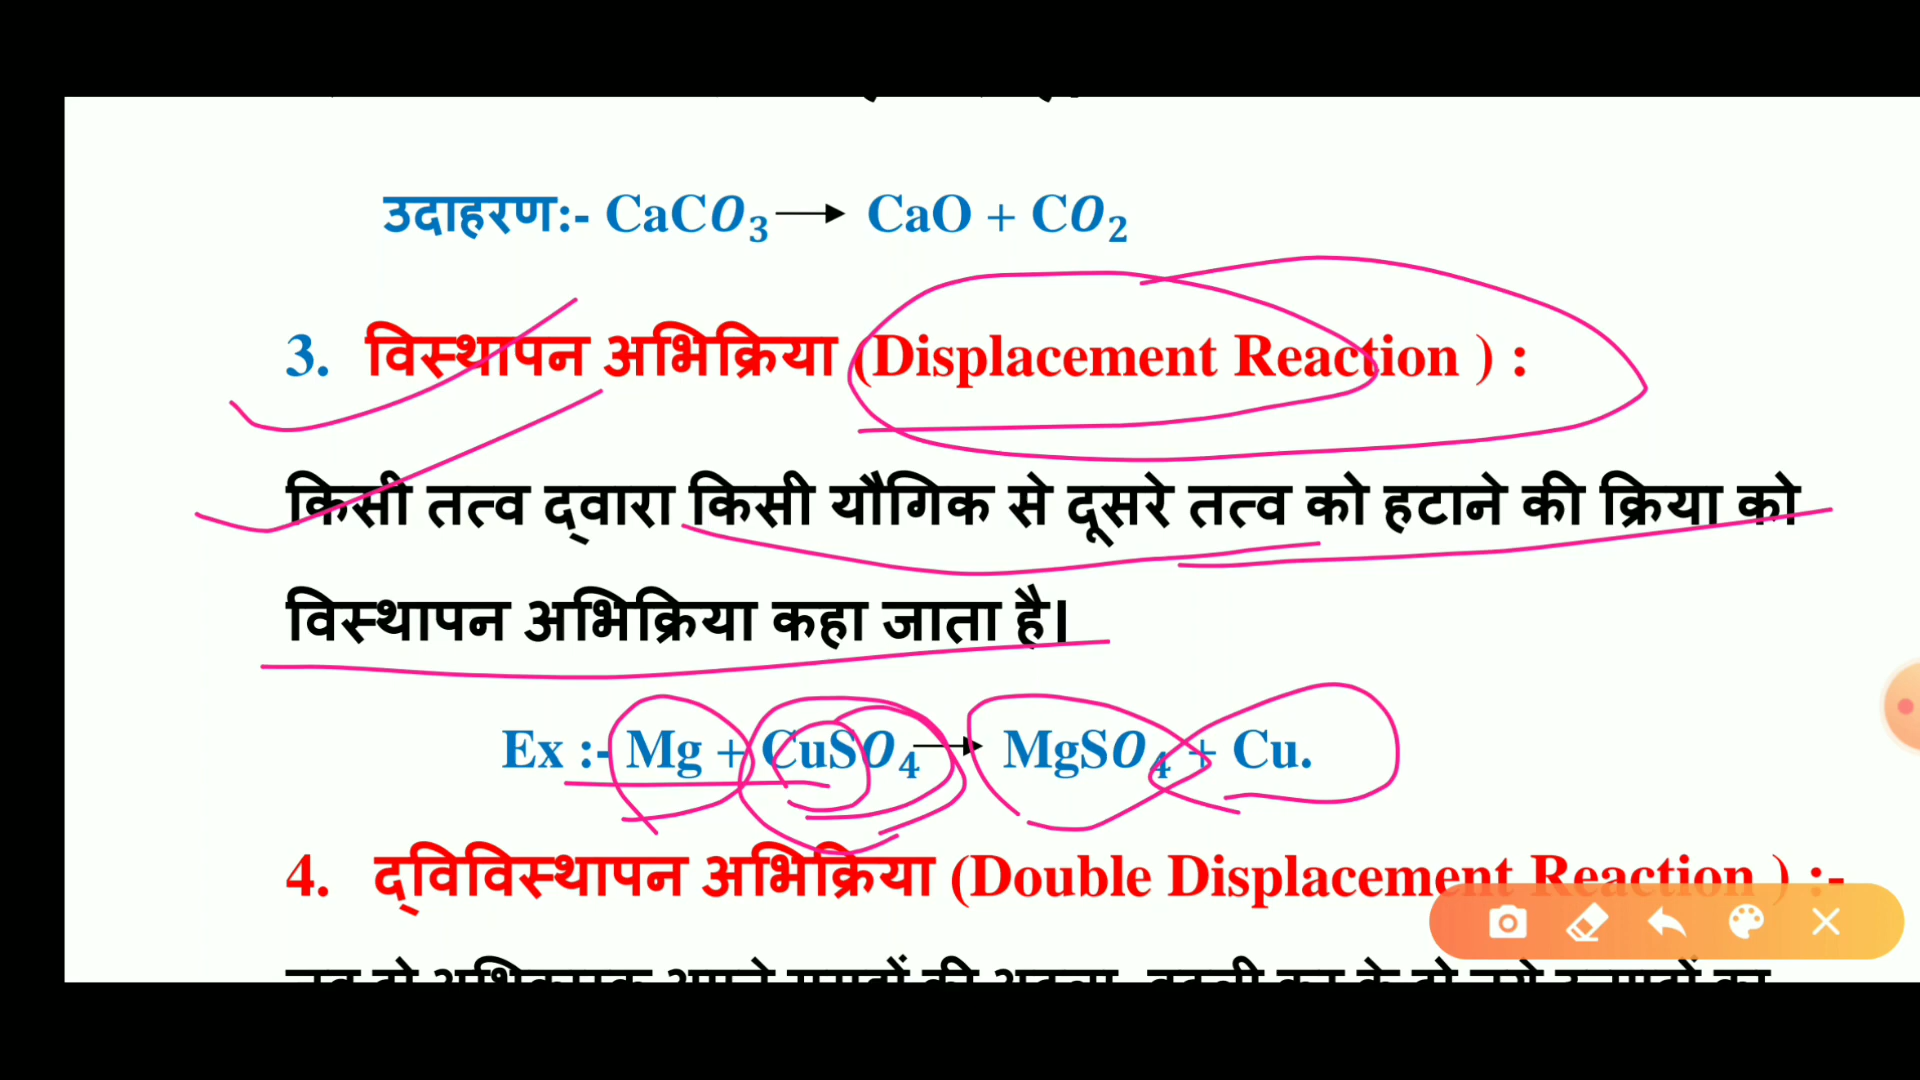 उदाहरण:- CaCO₃ → CaO + CO₂
3. विस्थापन अभिक्रिया (Displacement Reaction ) :
किसी तत्व द्वारा किसी यौगिक से दूसरे तत्व को हटाने की क्रिया को
विस्थापन अभिक्रिया कहा जाता है।
Ex :- Mg + CuSO₄ → MgSO₄ + Cu.
4. द्विविस्थापन अभिक्रिया (Double Displacement Reaction ) :-